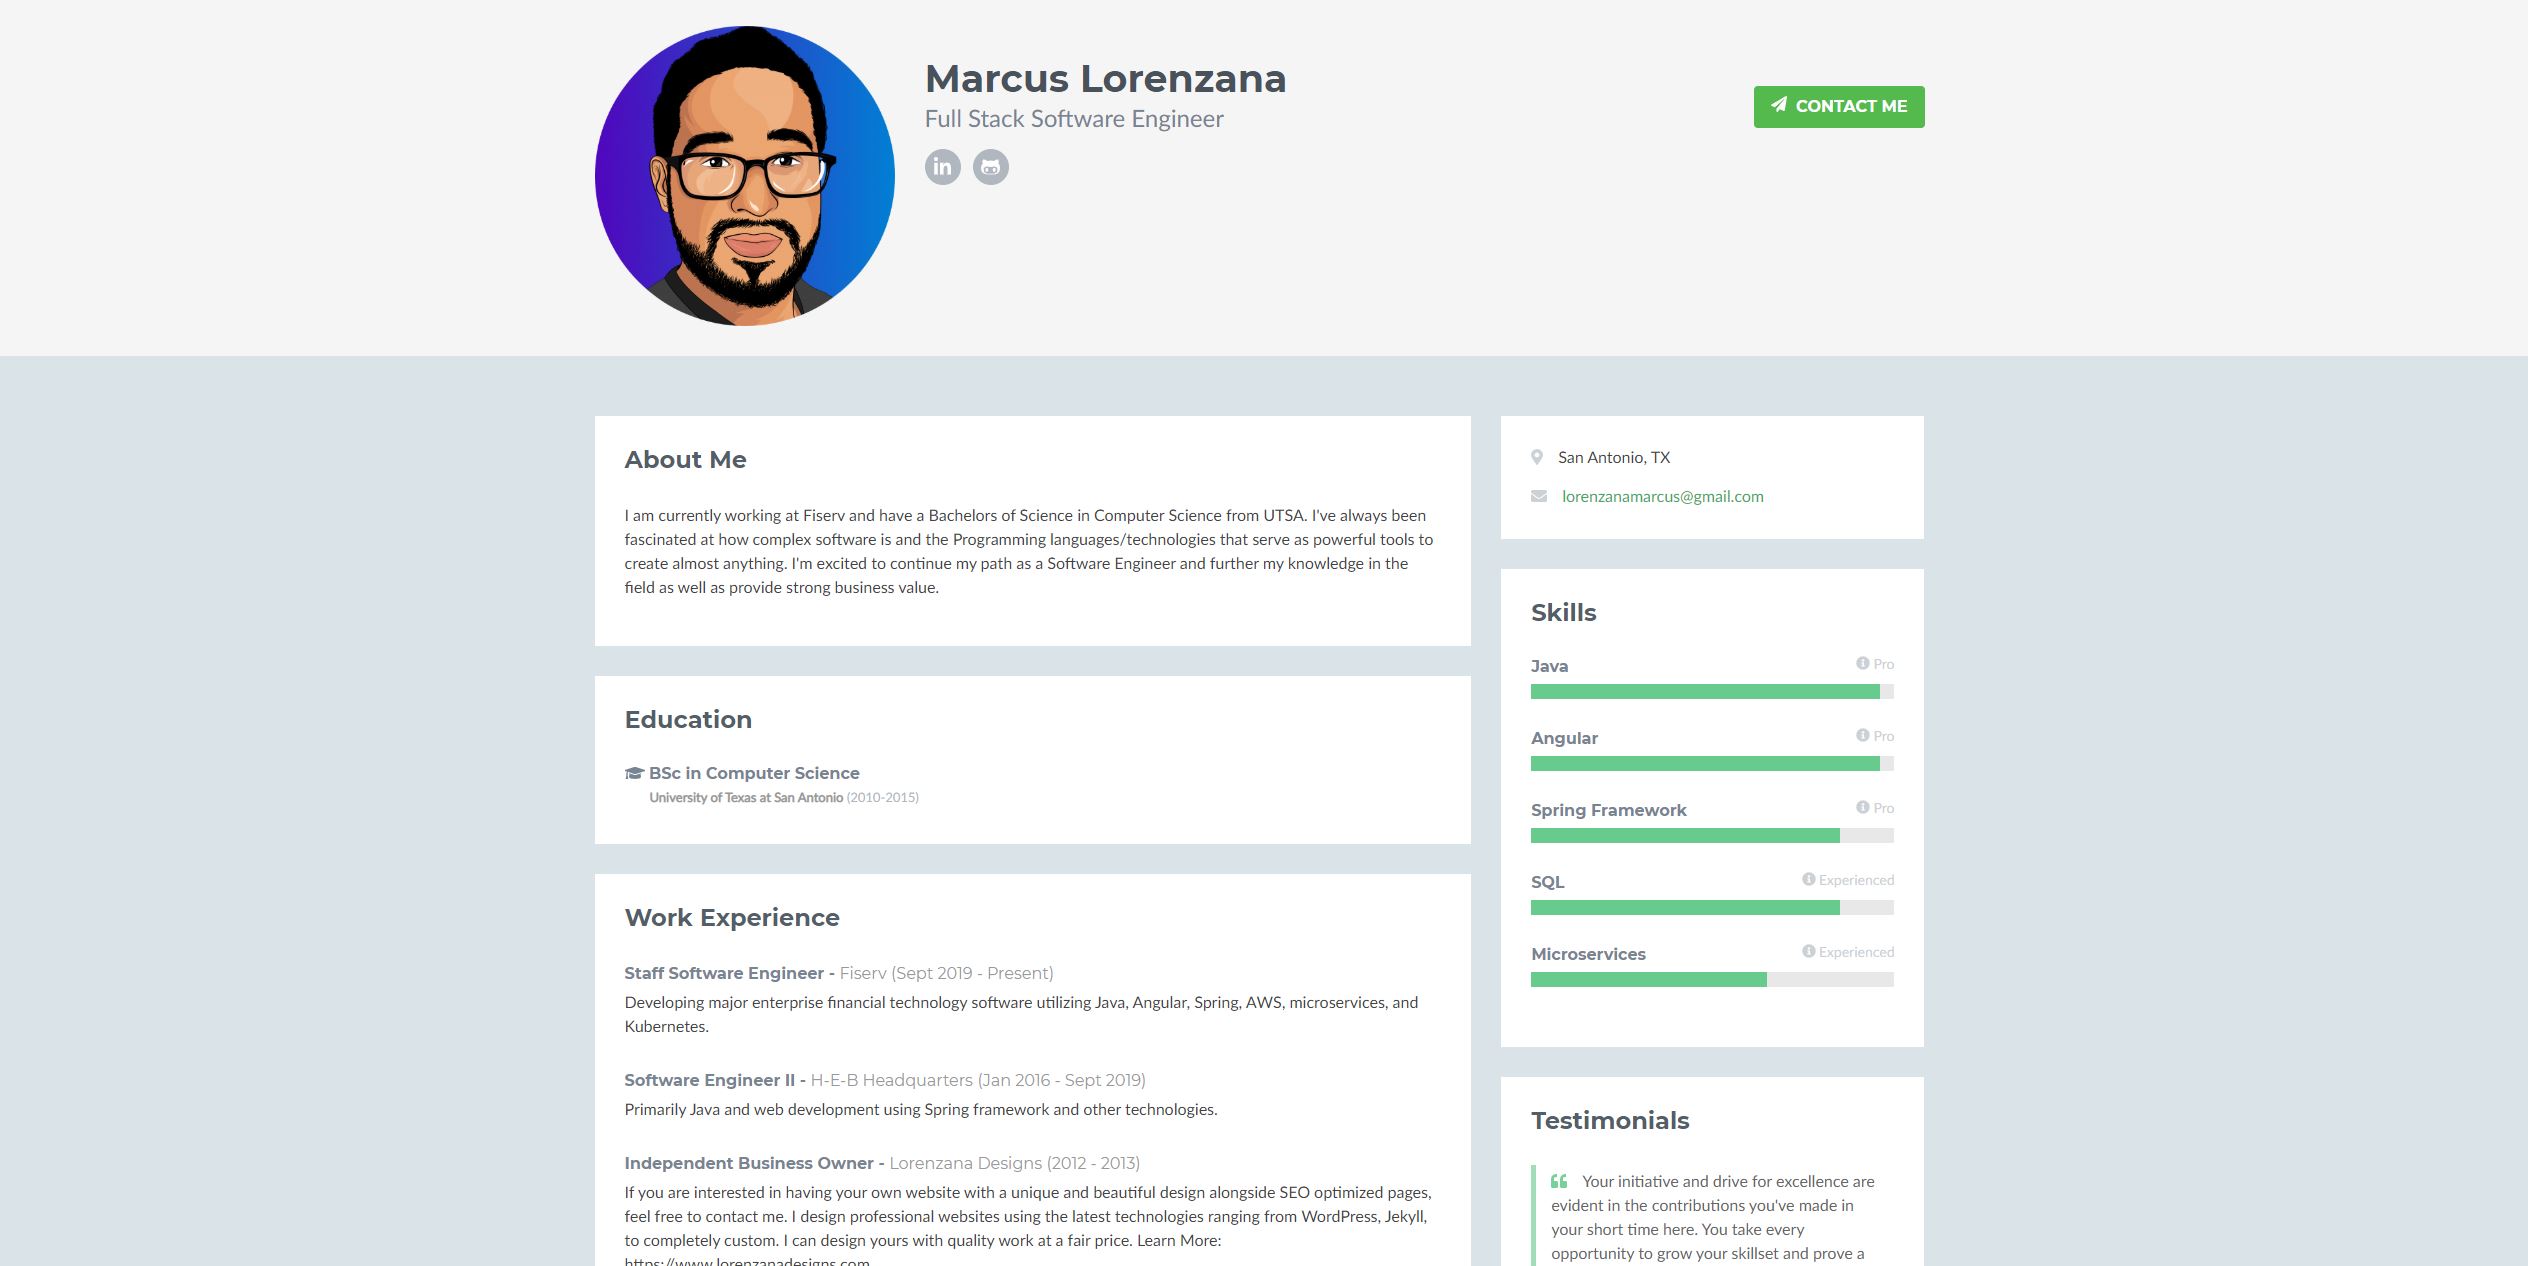 Marcus Lorenzana
Full Stack Software Engineer
in
CONTACT ME
About Me
I am currently working at Fiserv and have a Bachelors of Science in Computer Science from UTSA. I've always been
fascinated at how complex software is and the Programming languages/technologies that serve as powerful tools to
create almost anything. I'm excited to continue my path as a Software Engineer and further my knowledge in the
field as well as provide strong business value.
Education
BSc in Computer Science
University of Texas at San Antonio (2010-2015)
Work Experience
Staff Software Engineer - Fiserv (Sept 2019 - Present)
Developing major enterprise financial technology software utilizing Java, Angular, Spring, AWS, microservices, and
Kubernetes.
Software Engineer II - H-E-B Headquarters (Jan 2016 - Sept 2019)
Primarily Java and web development using Spring framework and other technologies.
Independent Business Owner - Lorenzana Designs (2012 - 2013)
If you are interested in having your own website with a unique and beautiful design alongside SEO optimized pages,
feel free to contact me. I design professional websites using the latest technologies ranging from WordPress, Jekyll,
to completely custom. I can design yours with quality work at a fair price. Learn More:
https://www.lorenzanadesigns.com
San Antonio, TX
lorenzanamarcus@gmail.com
Skills
Java Pro
Angular Pro
Spring Framework Pro
SQL Experienced
Microservices Experienced
Testimonials
“ Your initiative and drive for excellence are
evident in the contributions you've made in
your short time here. You take every
opportunity to grow your skillset and prove a